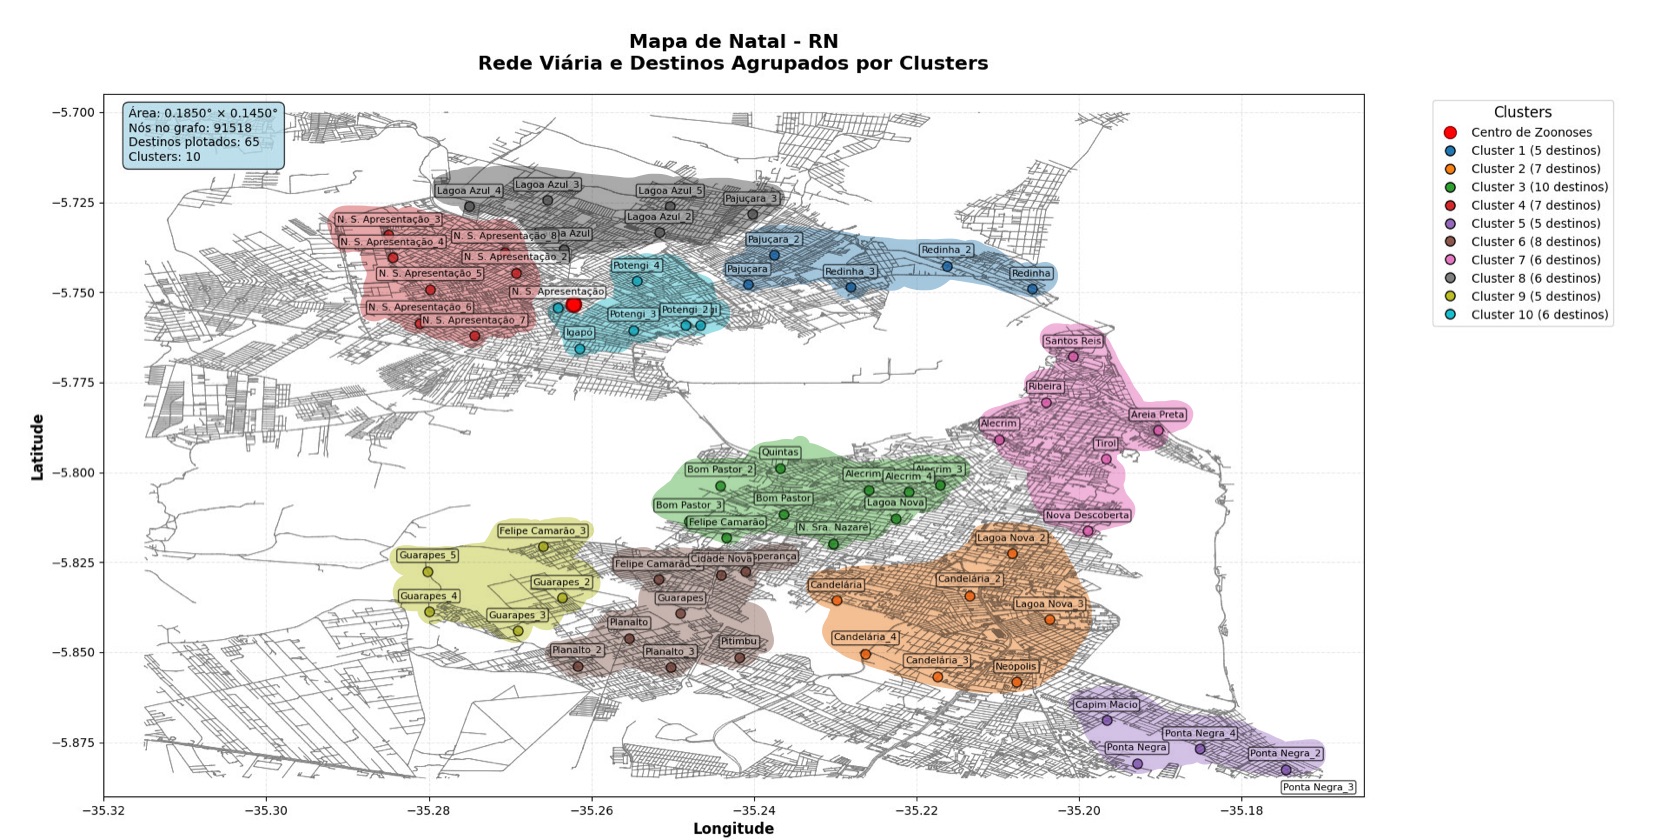 Mapa de Natal - RN
Rede Viária e Destinos Agrupados por Clusters
Área: 0.1850° × 0.1450°
Nós no grafo: 91518
Destinos plotados: 65
Clusters: 10
Clusters
Centro de Zoonoses
Cluster 1 (5 destinos)
Cluster 2 (7 destinos)
Cluster 3 (10 destinos)
Cluster 4 (7 destinos)
Cluster 5 (5 destinos)
Cluster 6 (8 destinos)
Cluster 7 (6 destinos)
Cluster 8 (6 destinos)
Cluster 9 (5 destinos)
Cluster 10 (6 destinos)
Latitude
−5.700
−5.725
−5.750
−5.775
−5.800
−5.825
−5.850
−5.875
Lagoa Azul_3
Lagoa Azul_4
Lagoa Azul_5
Pajuçara_3
Lagoa Azul_2
N. S. Apresentação_3
N. S. Apresentação_8
a Azul
N. S. Apresentação_4
Pajuçara_2
Redinha_2
N. S. Apresentação_2
Potengi_4
Pajuçara
Redinha_3
Redinha
N. S. Apresentação_5
N. S. Apresentação
N. S. Apresentação_6
Potengi_2
gi
Potengi_3
N. S. Apresentação_7
Igapó
Santos Reis
Ribeira
Areia Preta
Alecrim
Tirol
Quintas
Bom Pastor_2
Alecrim
Alecrim_4
Alecrim_3
Bom Pastor
Bom Pastor_3
Lagoa Nova
Nova Descoberta
Felipe Camarão
N. Sra. Nazaré
Felipe Camarão_3
Lagoa Nova_2
Guarapes_5
Felipe Camarão
Cidade Nova
sperança
Guarapes_2
Candelária
Candelária_2
Guarapes_4
Guarapes
Lagoa Nova_3
Guarapes_3
Planalto
Candelária_4
Pitimbu
Planalto_2
Planalto_3
Candelária_3
Neópolis
Capim Macio
Ponta Negra_4
Ponta Negra
Ponta Negra_2
Ponta Negra_3
−35.32
−35.30
−35.28
−35.26
−35.24
−35.22
−35.20
−35.18
Longitude